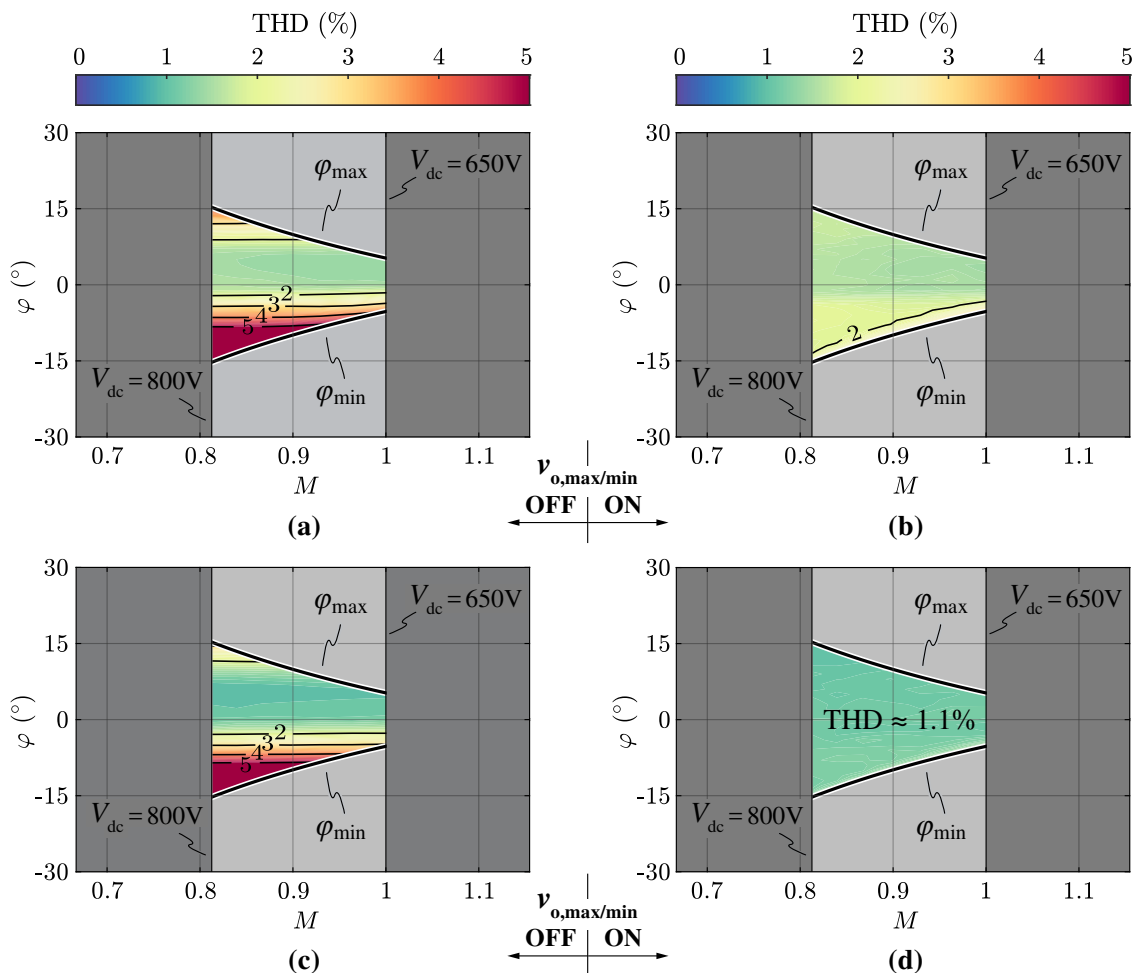 THD (%)
0 1 2 3 4 5
THD (%)
0 1 2 3 4 5
30
15
0
-15
-30
φ (°)
φmax
Vdc = 650V
2
3
4
5
Vdc = 800V
φmin
0.7 0.8 0.9 1 1.1
M
(a)
30
15
0
-15
-30
φ (°)
φmax
Vdc = 650V
2
Vdc = 800V
φmin
0.7 0.8 0.9 1 1.1
M
(b)
vo,max/min
OFF ON
30
15
0
-15
-30
φ (°)
φmax
Vdc = 650V
2
3
4
5
Vdc = 800V
φmin
0.7 0.8 0.9 1 1.1
M
(c)
30
15
0
-15
-30
φ (°)
φmax
Vdc = 650V
THD ≈ 1.1%
Vdc = 800V
φmin
0.7 0.8 0.9 1 1.1
M
(d)
vo,max/min
OFF ON